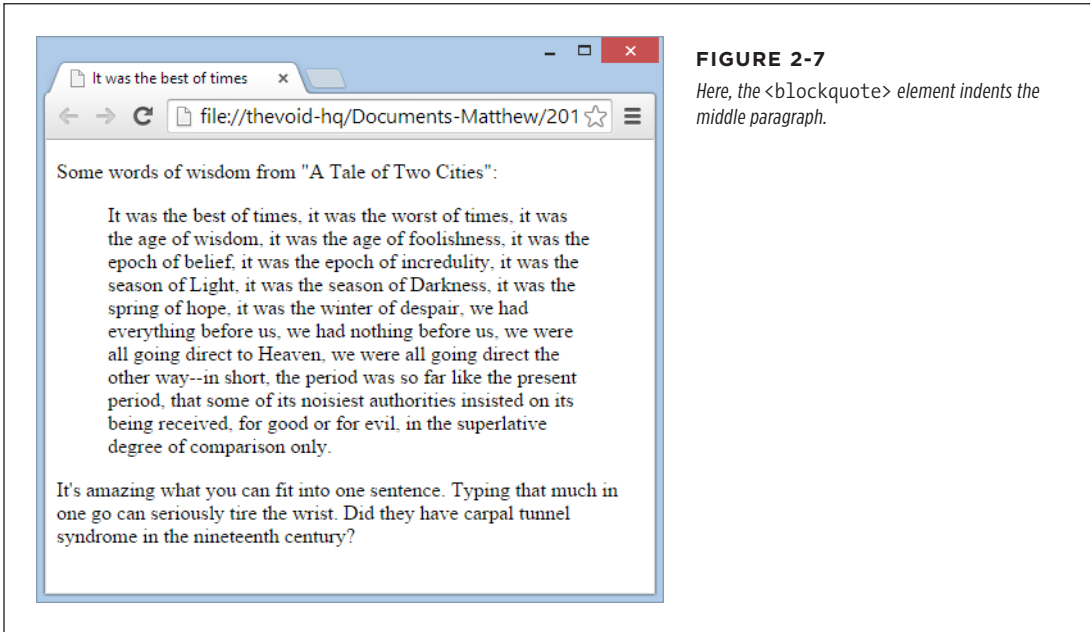 It was the best of times
file://thevoid-hq/Documents-Matthew/201
Some words of wisdom from "A Tale of Two Cities":
It was the best of times, it was the worst of times, it was
the age of wisdom, it was the age of foolishness, it was the
epoch of belief, it was the epoch of incredulity, it was the
season of Light, it was the season of Darkness, it was the
spring of hope, it was the winter of despair, we had
everything before us, we had nothing before us, we were
all going direct to Heaven, we were all going direct the
other way--in short, the period was so far like the present
period, that some of its noisiest authorities insisted on its
being received, for good or for evil, in the superlative
degree of comparison only.
It's amazing what you can fit into one sentence. Typing that much in
one go can seriously tire the wrist. Did they have carpal tunnel
syndrome in the nineteenth century?
FIGURE 2-7
Here, the <blockquote> element indents the
middle paragraph.